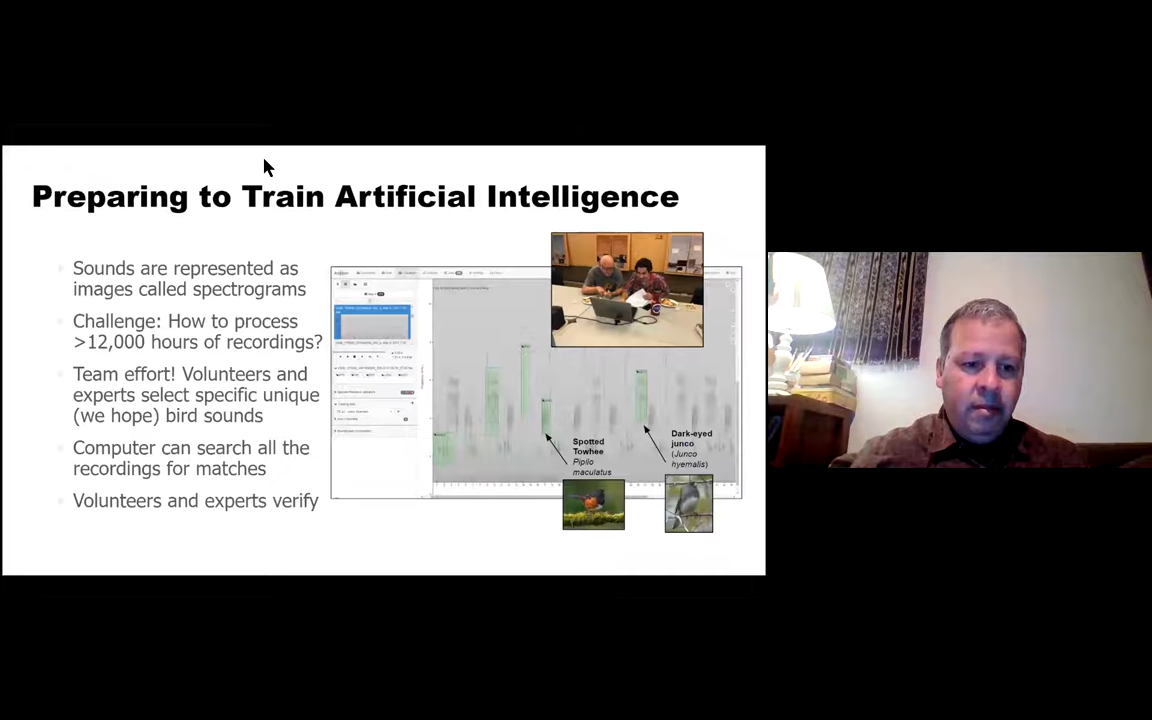 Preparing to Train Artificial Intelligence
Sounds are represented as
images called spectrograms
Challenge: How to process
>12,000 hours of recordings?
Team effort! Volunteers and
experts select specific unique
(we hope) bird sounds
Computer can search all the
recordings for matches
Volunteers and experts verify
Spotted
Towhee
Pipilo
maculatus
Dark-eyed
junco
(Junco
hyemalis)